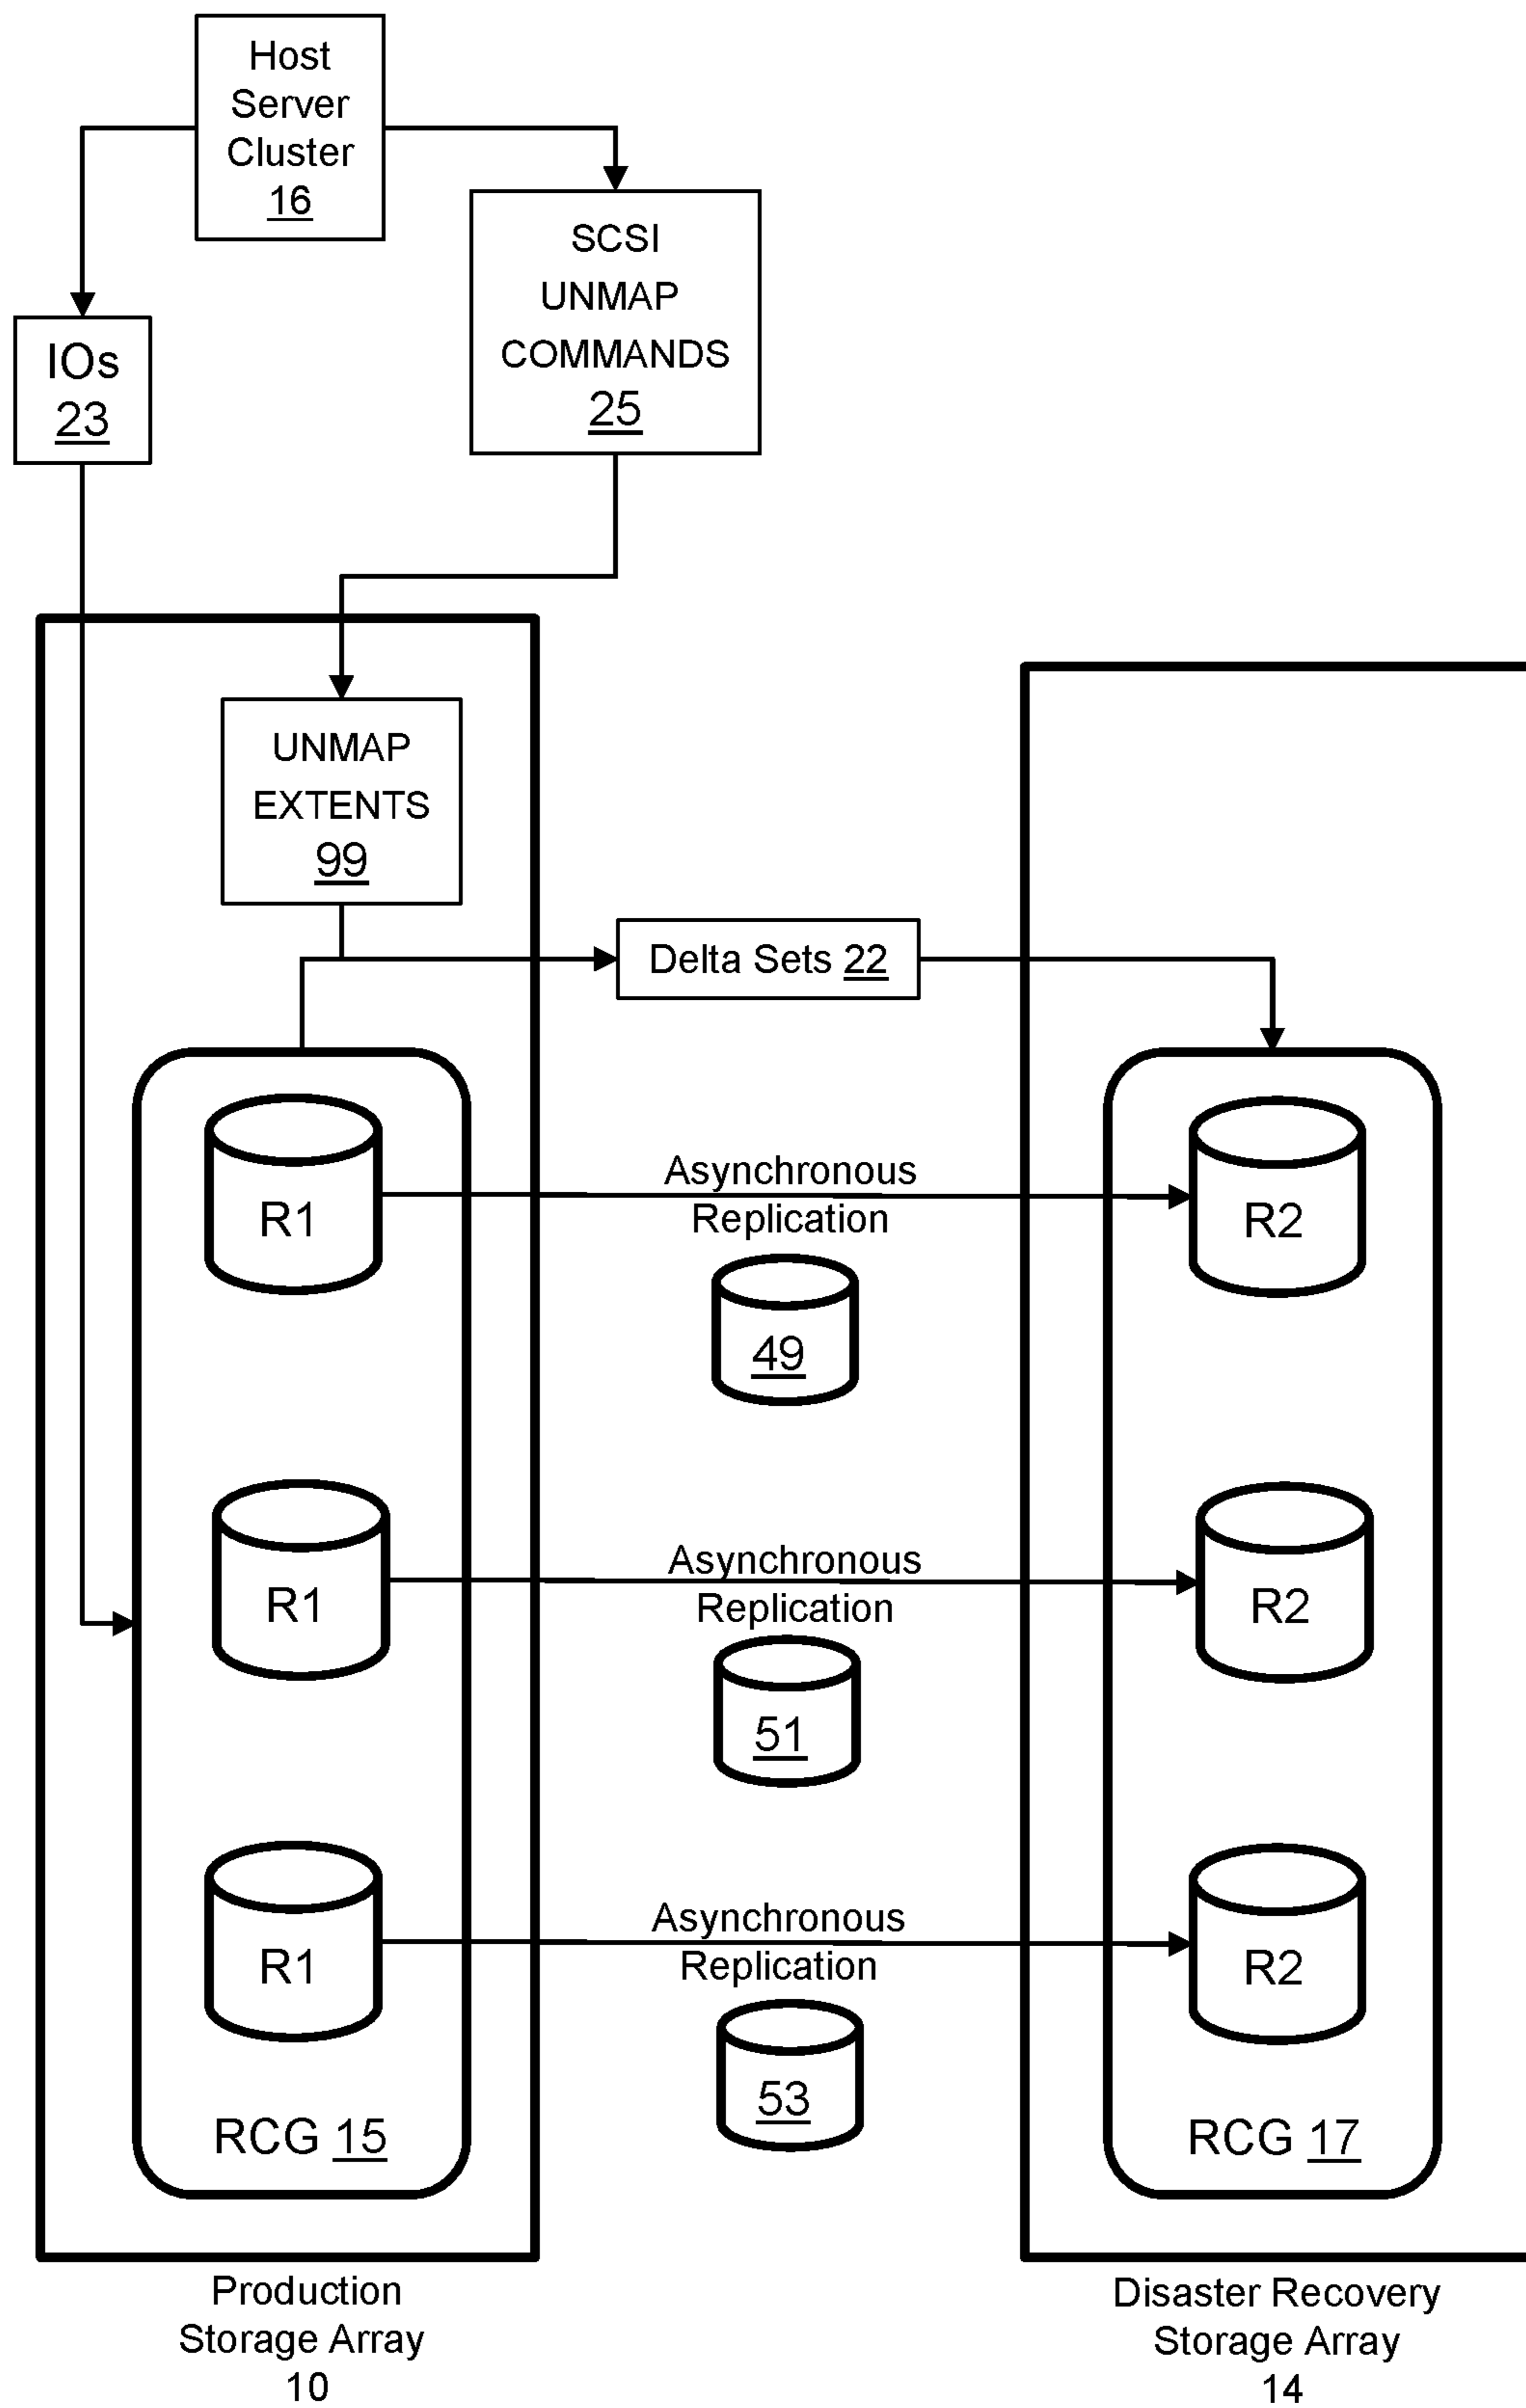 Host
Server
Cluster
16
SCSI
UNMAP
COMMANDS
25
IOs
23
UNMAP
EXTENTS
99
Delta Sets 22
R1
Asynchronous
Replication
R2
49
R1
Asynchronous
Replication
R2
51
R1
Asynchronous
Replication
R2
53
RCG 15
RCG 17
Production
Storage Array
10
Disaster Recovery
Storage Array
14